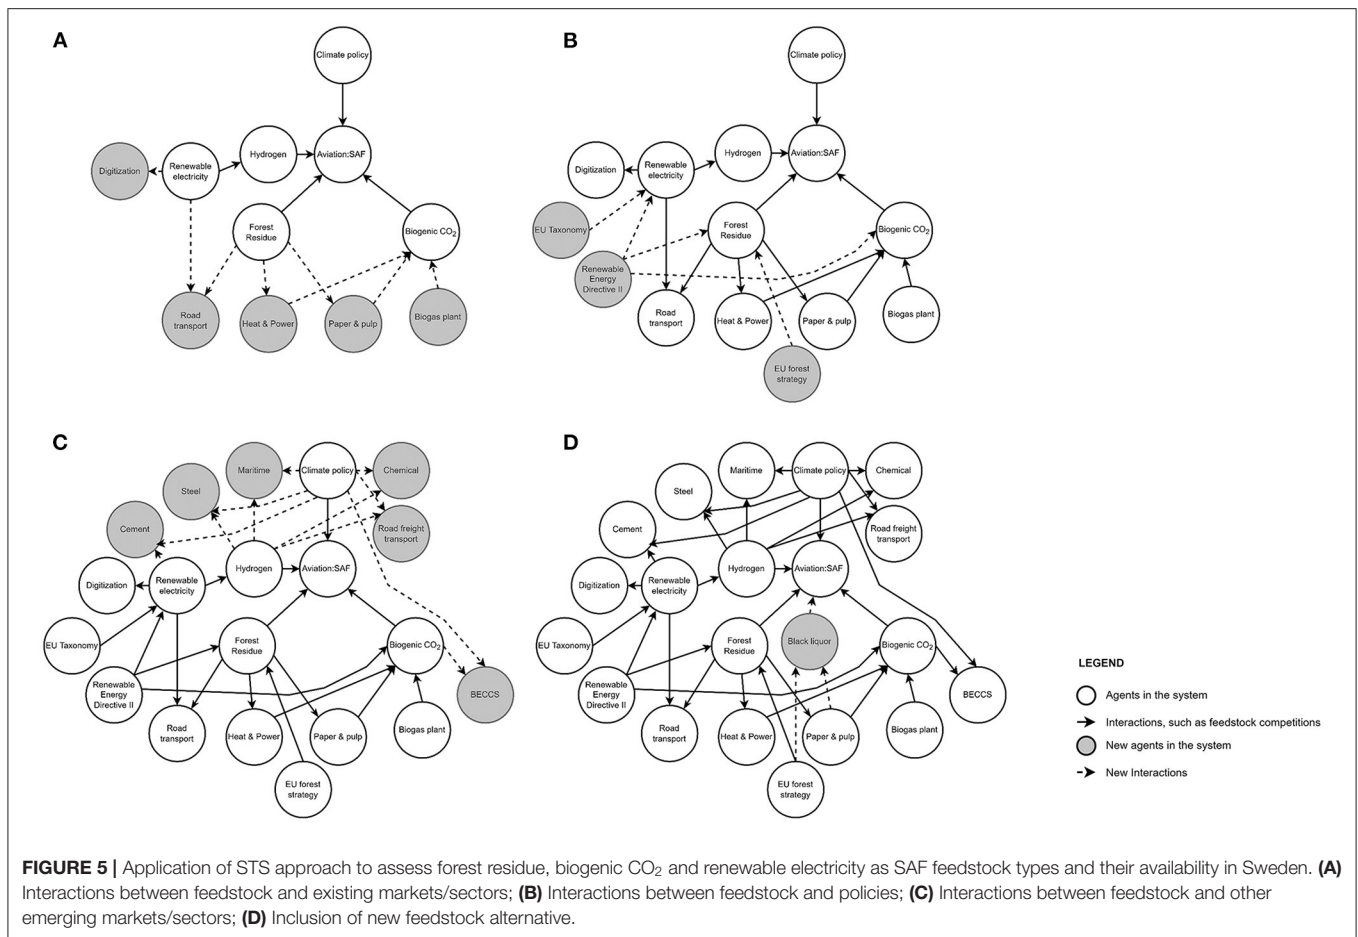 A
Climate policy
Digitization
Renewable
electricity
Hydrogen
Aviation:SAF
Forest
Residue
Biogenic CO₂
Road
transport
Heat & Power
Paper & pulp
Biogas plant
B
Climate policy
Digitization
Renewable
electricity
Hydrogen
Aviation:SAF
EU Taxonomy
Forest
Residue
Biogenic CO₂
Renewable
Energy
Directive II
Road
transport
Heat & Power
Paper & pulp
Biogas plant
EU forest
strategy
C
Maritime
Climate policy
Chemical
Steel
Cement
Road freight
transport
Digitization
Renewable
electricity
Hydrogen
Aviation:SAF
EU Taxonomy
Forest
Residue
Biogenic CO₂
Renewable
Energy
Directive II
BECCS
Road
transport
Heat & Power
Paper & pulp
Biogas plant
EU forest
strategy
D
Maritime
Climate policy
Chemical
Steel
Cement
Road freight
transport
Digitization
Renewable
electricity
Hydrogen
Aviation:SAF
EU Taxonomy
Forest
Residue
Black liquor
Biogenic CO₂
Renewable
Energy
Directive II
BECCS
Road
transport
Heat & Power
Paper & pulp
Biogas plant
EU forest
strategy
LEGEND
Agents in the system
Interactions, such as feedstock competitions
New agents in the system
New Interactions
FIGURE 5 | Application of STS approach to assess forest residue, biogenic CO₂ and renewable electricity as SAF feedstock types and their availability in Sweden. (A)
Interactions between feedstock and existing markets/sectors; (B) Interactions between feedstock and policies; (C) Interactions between feedstock and other
emerging markets/sectors; (D) Inclusion of new feedstock alternative.